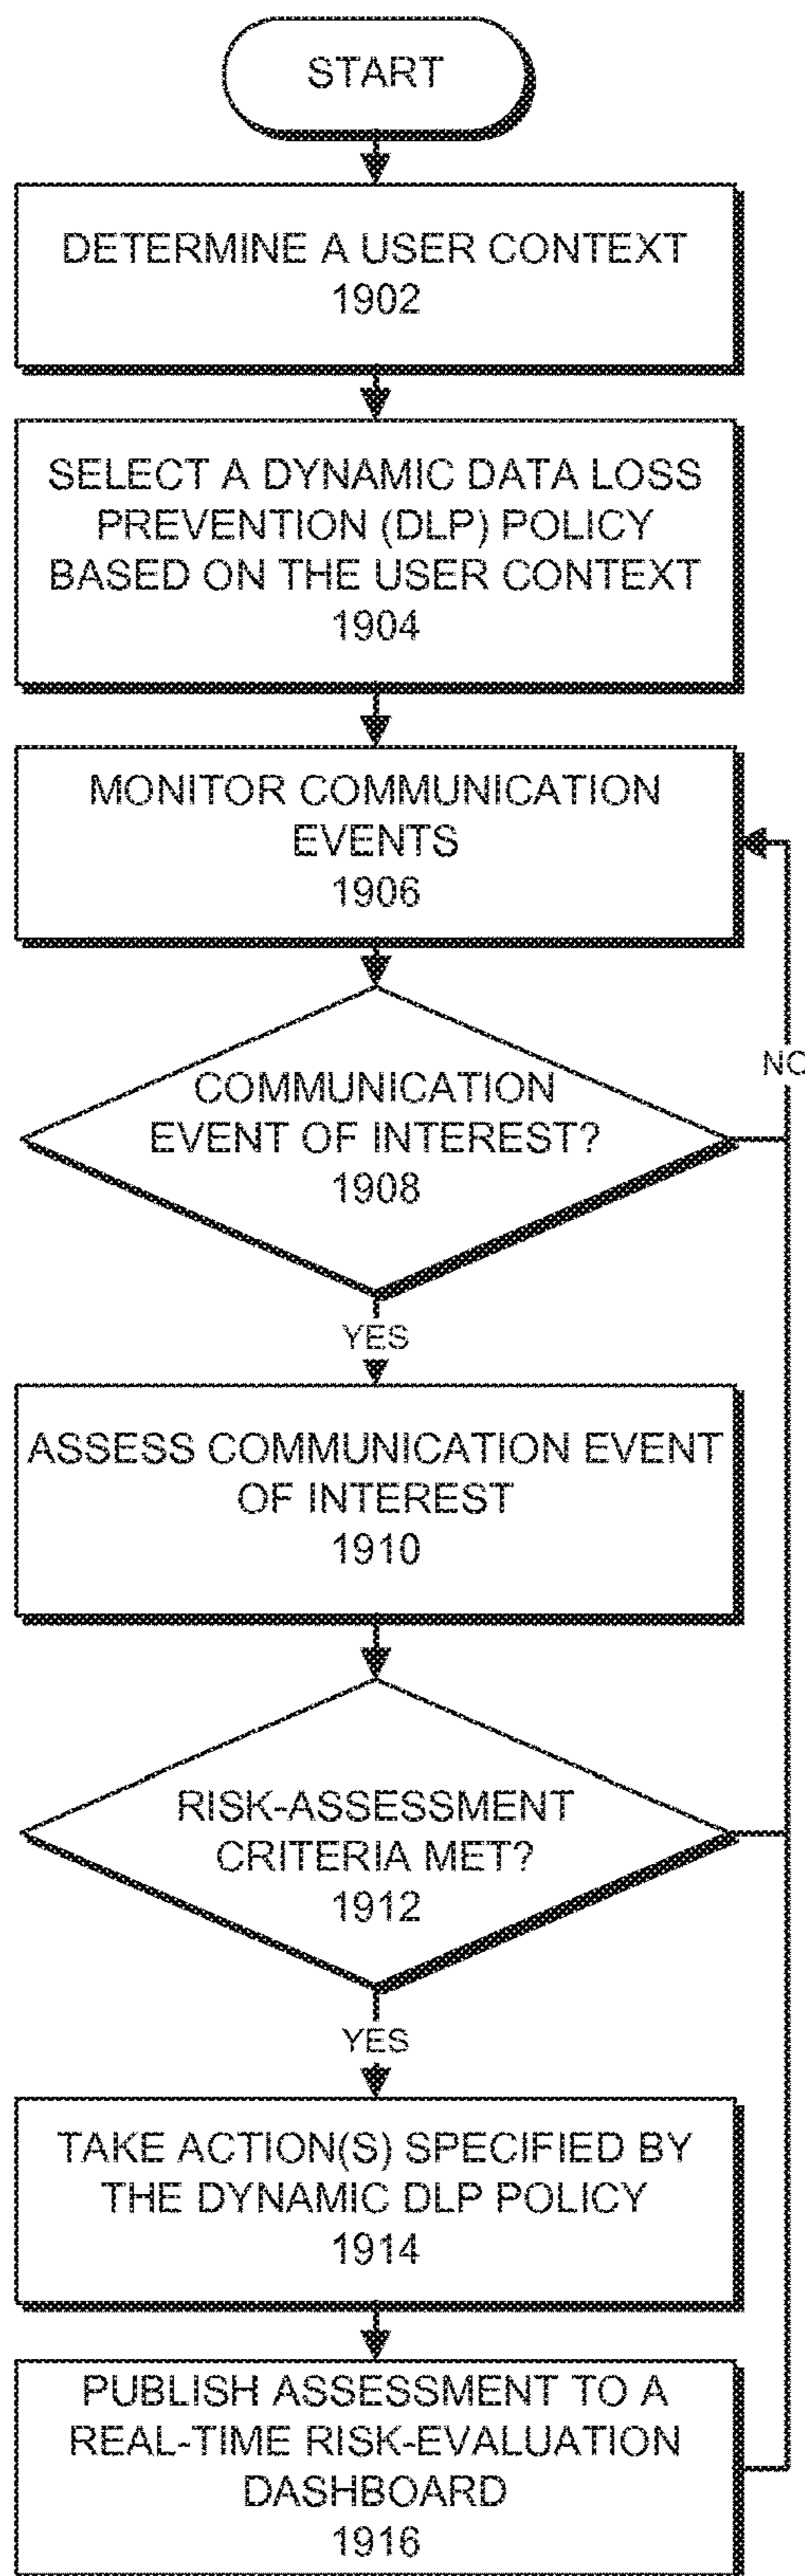 START
DETERMINE A USER CONTEXT
1902
SELECT A DYNAMIC DATA LOSS
PREVENTION (DLP) POLICY
BASED ON THE USER CONTEXT
1904
MONITOR COMMUNICATION
EVENTS
1906
COMMUNICATION
EVENT OF INTEREST?
1908
NO
YES
ASSESS COMMUNICATION EVENT
OF INTEREST
1910
RISK-ASSESSMENT
CRITERIA MET?
1912
YES
TAKE ACTION(S) SPECIFIED BY
THE DYNAMIC DLP POLICY
1914
PUBLISH ASSESSMENT TO A
REAL-TIME RISK-EVALUATION
DASHBOARD
1916